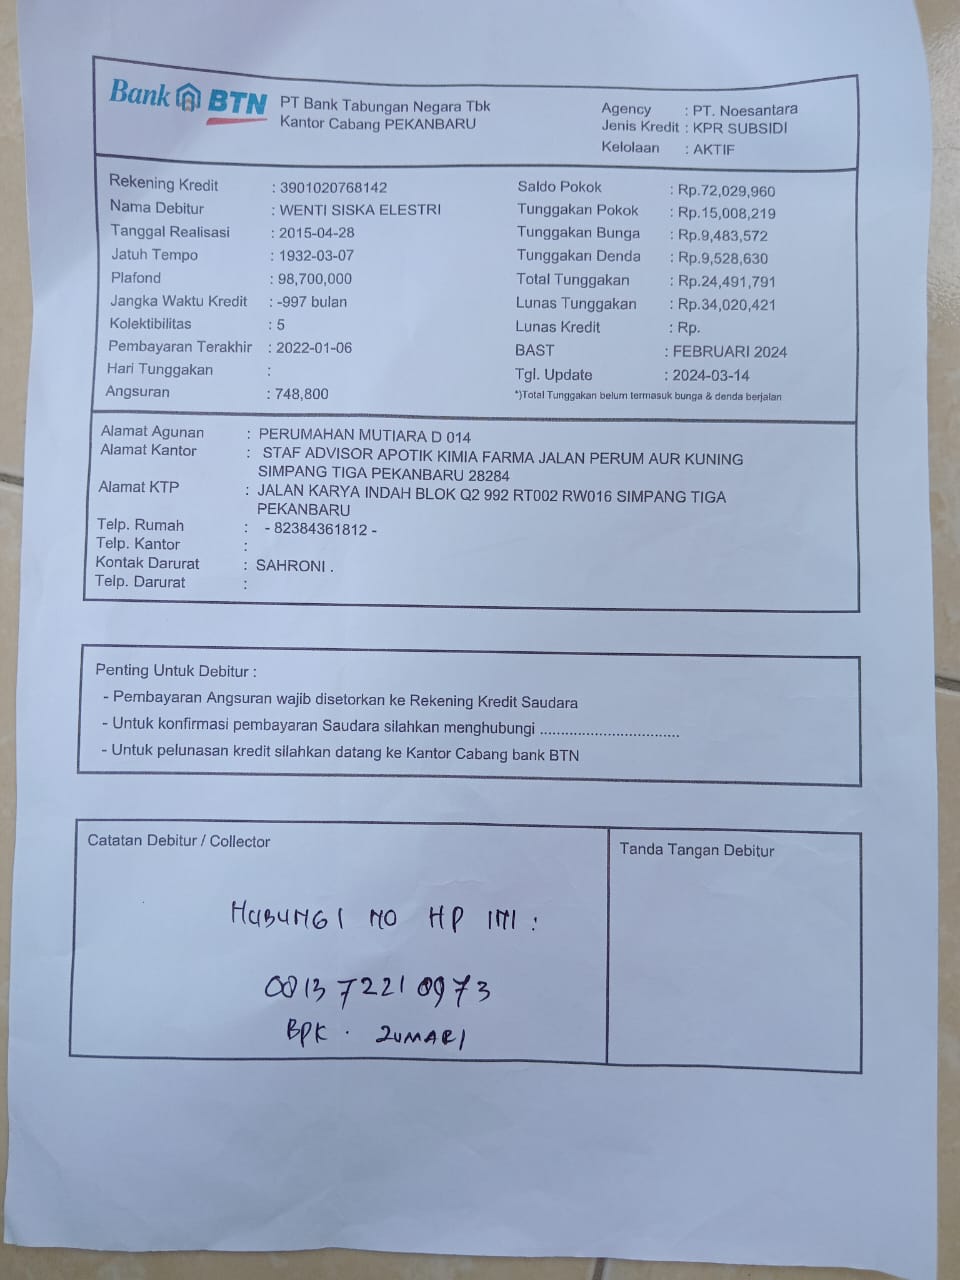 Bank BTN
PT Bank Tabungan Negara Tbk
Kantor Cabang PEKANBARU
Agency : PT. Noesantara
Jenis Kredit : KPR SUBSIDI
Kelolaan : AKTIF
Rekening Kredit : 3901020768142
Nama Debitur : WENTI SISKA ELESTRI
Tanggal Realisasi : 2015-04-28
Jatuh Tempo : 1932-03-07
Plafond : 98,700,000
Jangka Waktu Kredit : -997 bulan
Kolektibilitas : 5
Pembayaran Terakhir : 2022-01-06
Hari Tunggakan :
Angsuran : 748,800
Saldo Pokok : Rp.72,029,960
Tunggakan Pokok : Rp.15,008,219
Tunggakan Bunga : Rp.9,483,572
Tunggakan Denda : Rp.9,528,630
Total Tunggakan : Rp.24,491,791
Lunas Tunggakan : Rp.34,020,421
Lunas Kredit : Rp.
BAST : FEBRUARI 2024
Tgl. Update : 2024-03-14
*)Total Tunggakan belum termasuk bunga & denda berjalan
Alamat Agunan : PERUMAHAN MUTIARA D 014
Alamat Kantor : STAF ADVISOR APOTIK KIMIA FARMA JALAN PERUM AUR KUNING
SIMPANG TIGA PEKANBARU 28284
Alamat KTP : JALAN KARYA INDAH BLOK Q2 992 RT002 RW016 SIMPANG TIGA
PEKANBARU
Telp. Rumah : - 82384361812 -
Telp. Kantor :
Kontak Darurat : SAHRONI .
Telp. Darurat :
Penting Untuk Debitur :
- Pembayaran Angsuran wajib disetorkan ke Rekening Kredit Saudara
- Untuk konfirmasi pembayaran Saudara silahkan menghubungi .................................
- Untuk pelunasan kredit silahkan datang ke Kantor Cabang bank BTN
Catatan Debitur / Collector
Tanda Tangan Debitur
HUBUNGI NO HP INI :
0813 7221 0973
BPK . ZUMARI